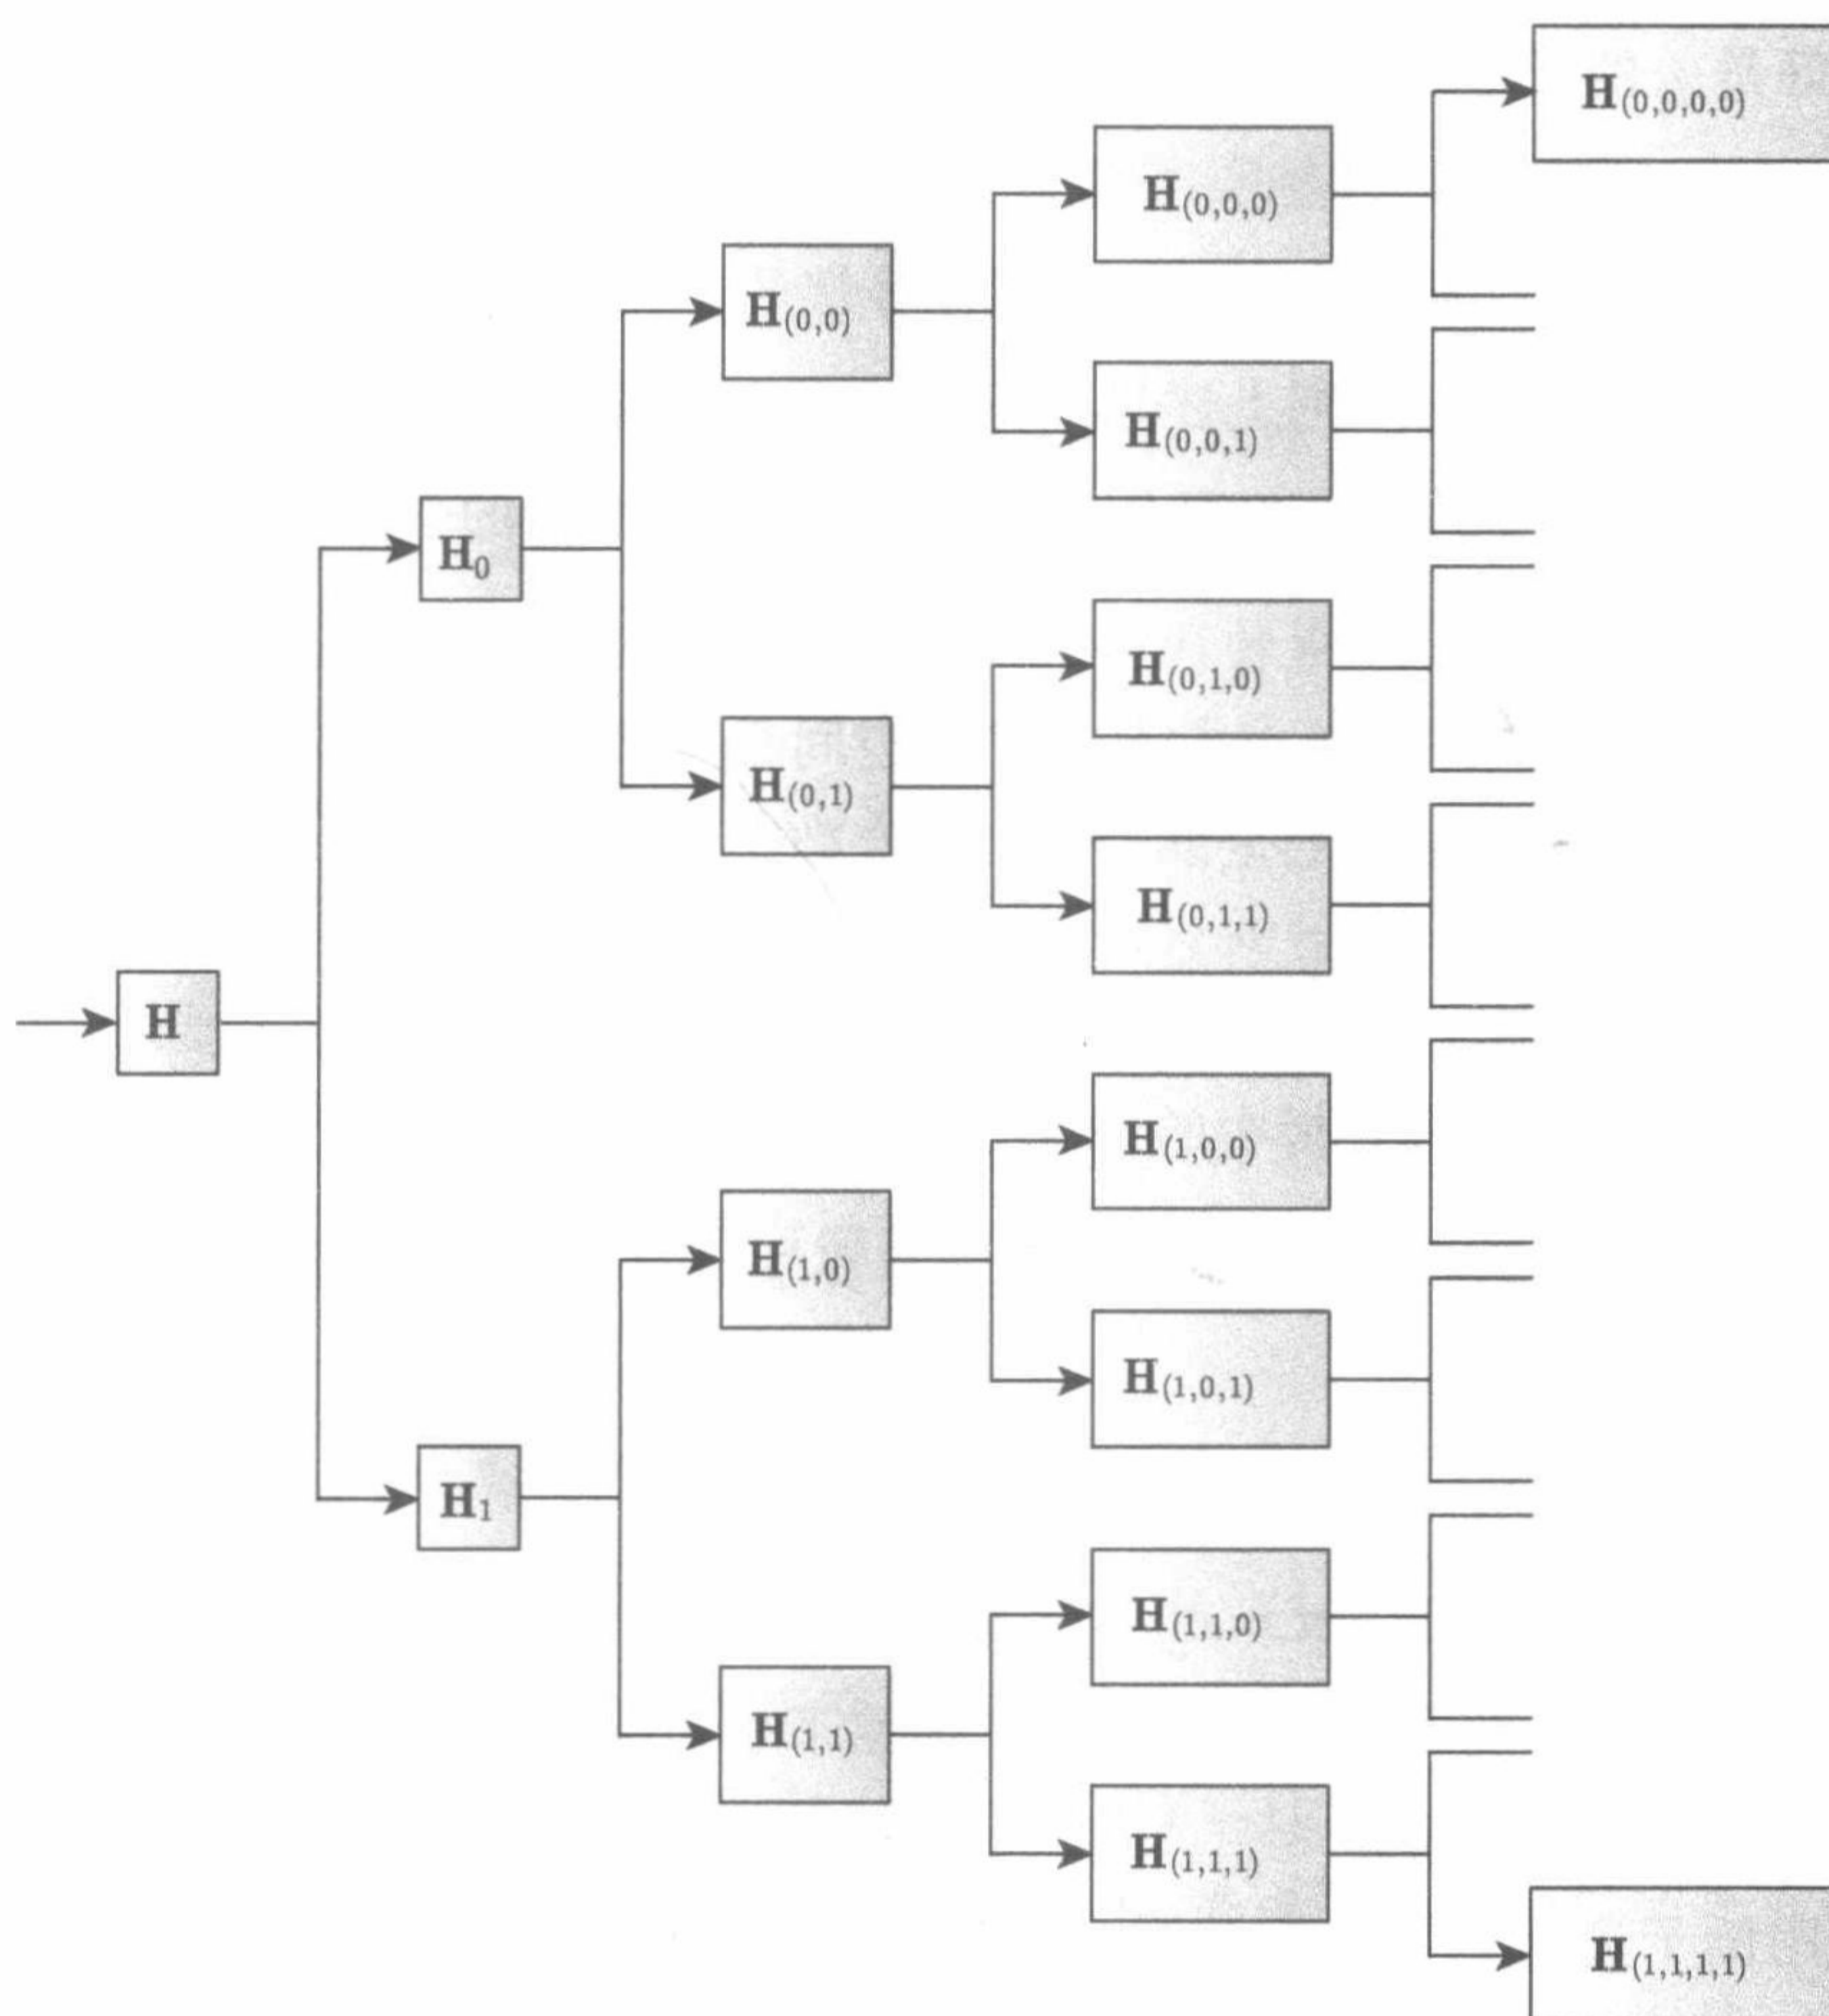 H
H₀
H₁
H(0,0)
H(0,1)
H(1,0)
H(1,1)
H(0,0,0)
H(0,0,1)
H(0,1,0)
H(0,1,1)
H(1,0,0)
H(1,0,1)
H(1,1,0)
H(1,1,1)
H(0,0,0,0)
H(1,1,1,1)